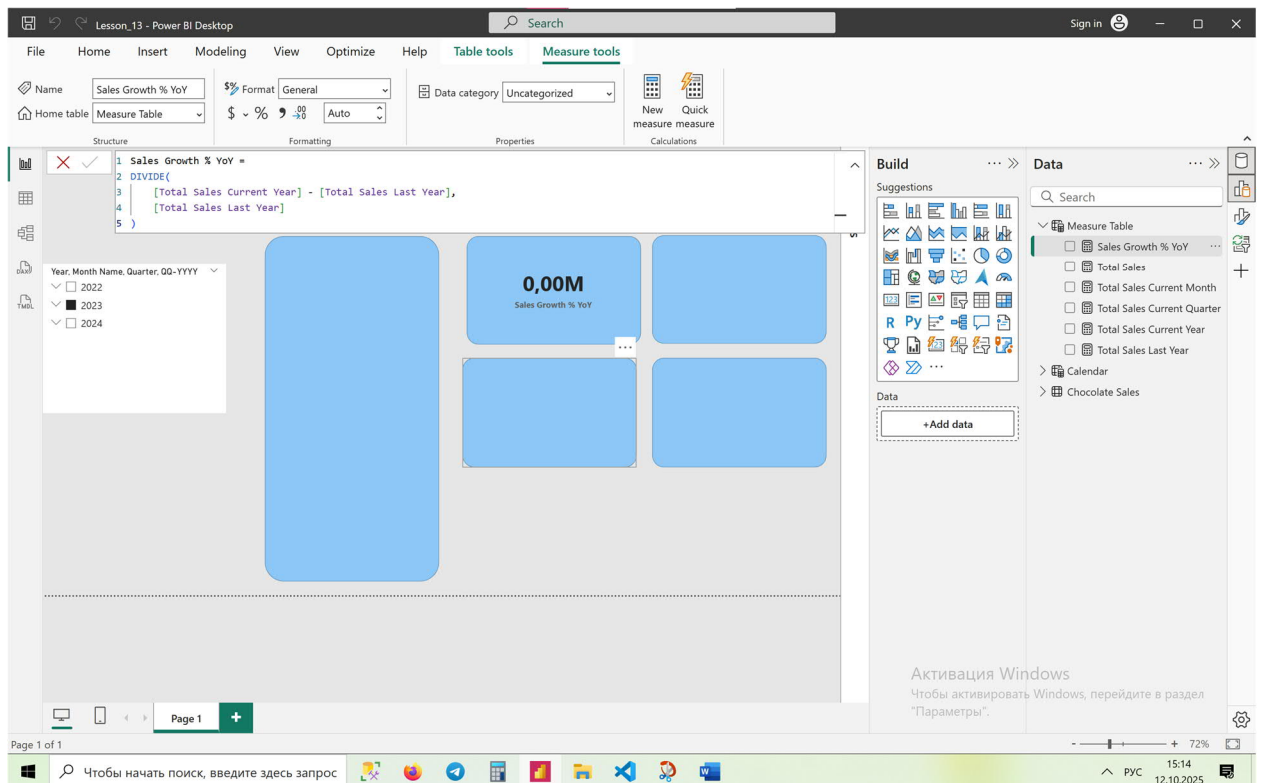 Lesson_13 - Power BI Desktop
Search
Sign in
File Home Insert Modeling View Optimize Help Table tools Measure tools
Name Sales Growth % YoY
Home table Measure Table
Structure
$% Format General
$ % 9 .00 →0 Auto
Formatting
Data category Uncategorized
Properties
New measure
Quick measure
Calculations
1 Sales Growth % YoY =
2 DIVIDE(
3 [Total Sales Current Year] - [Total Sales Last Year],
4 [Total Sales Last Year]
5 )
DAX
TMDL
Year, Month Name, Quarter, QQ-YYYY
2022
2023
2024
0,00M
Sales Growth % YoY
...
Build
Suggestions
123
R Py
...
Data
+Add data
Data
Search
Measure Table
Sales Growth % YoY ...
Total Sales
Total Sales Current Month
Total Sales Current Quarter
Total Sales Current Year
Total Sales Last Year
Calendar
Chocolate Sales
Активация Windows
Чтобы активировать Windows, перейдите в раздел
"Параметры".
Page 1
+
Page 1 of 1
- + 72%
Чтобы начать поиск, введите здесь запрос
РУС
15:14
12.10.2025